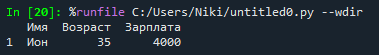 In [20]: %runfile C:/Users/Niki/untitled0.py --wdir
Имя Возраст Зарплата
1 Ион 35 4000